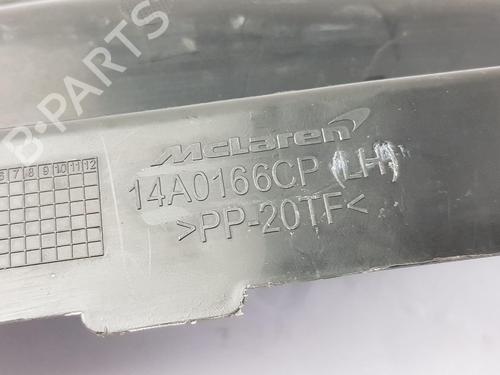 B-PARTS
McLaren
14A0166CP (LH)
>PP-20TF<
6 7 8 9 10 11 12